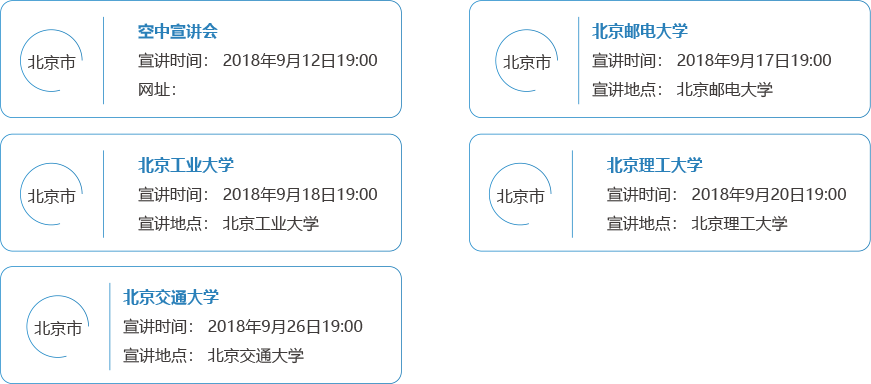 北京市
空中宣讲会
宣讲时间： 2018年9月12日19:00
网址：
北京市
北京邮电大学
宣讲时间： 2018年9月17日19:00
宣讲地点： 北京邮电大学
北京市
北京工业大学
宣讲时间： 2018年9月18日19:00
宣讲地点： 北京工业大学
北京市
北京理工大学
宣讲时间： 2018年9月20日19:00
宣讲地点： 北京理工大学
北京市
北京交通大学
宣讲时间： 2018年9月26日19:00
宣讲地点： 北京交通大学